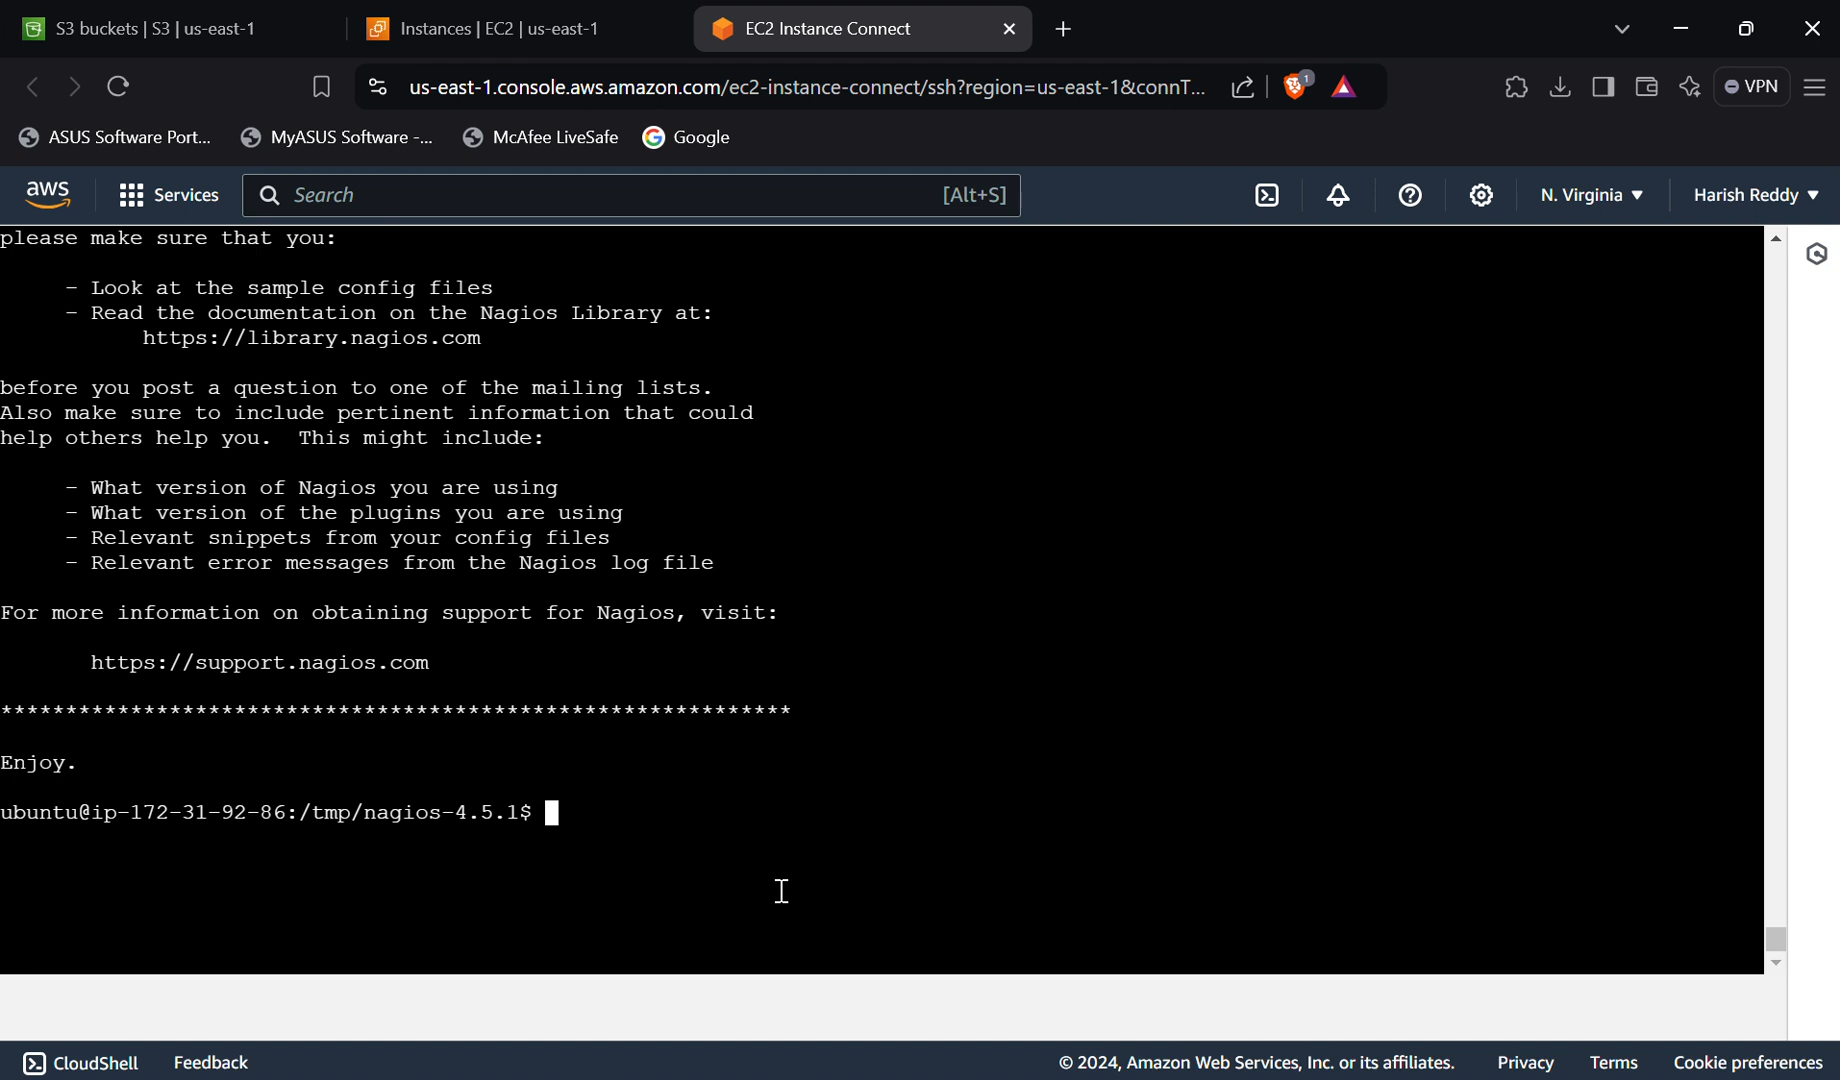 S3 buckets | S3 | us-east-1
Instances | EC2 | us-east-1
EC2 Instance Connect
us-east-1.console.aws.amazon.com/ec2-instance-connect/ssh?region=us-east-1&connT...
1
VPN
ASUS Software Port...
MyASUS Software -...
McAfee LiveSafe
Google
aws
Services
Search
[Alt+S]
N. Virginia
Harish Reddy
please make sure that you:
- Look at the sample config files
- Read the documentation on the Nagios Library at:
https://library.nagios.com
before you post a question to one of the mailing lists.
Also make sure to include pertinent information that could
help others help you.  This might include:
- What version of Nagios you are using
- What version of the plugins you are using
- Relevant snippets from your config files
- Relevant error messages from the Nagios log file
For more information on obtaining support for Nagios, visit:
https://support.nagios.com
*************************************************************
Enjoy.
ubuntu@ip-172-31-92-86:/tmp/nagios-4.5.1$
CloudShell
Feedback
© 2024, Amazon Web Services, Inc. or its affiliates.
Privacy
Terms
Cookie preferences